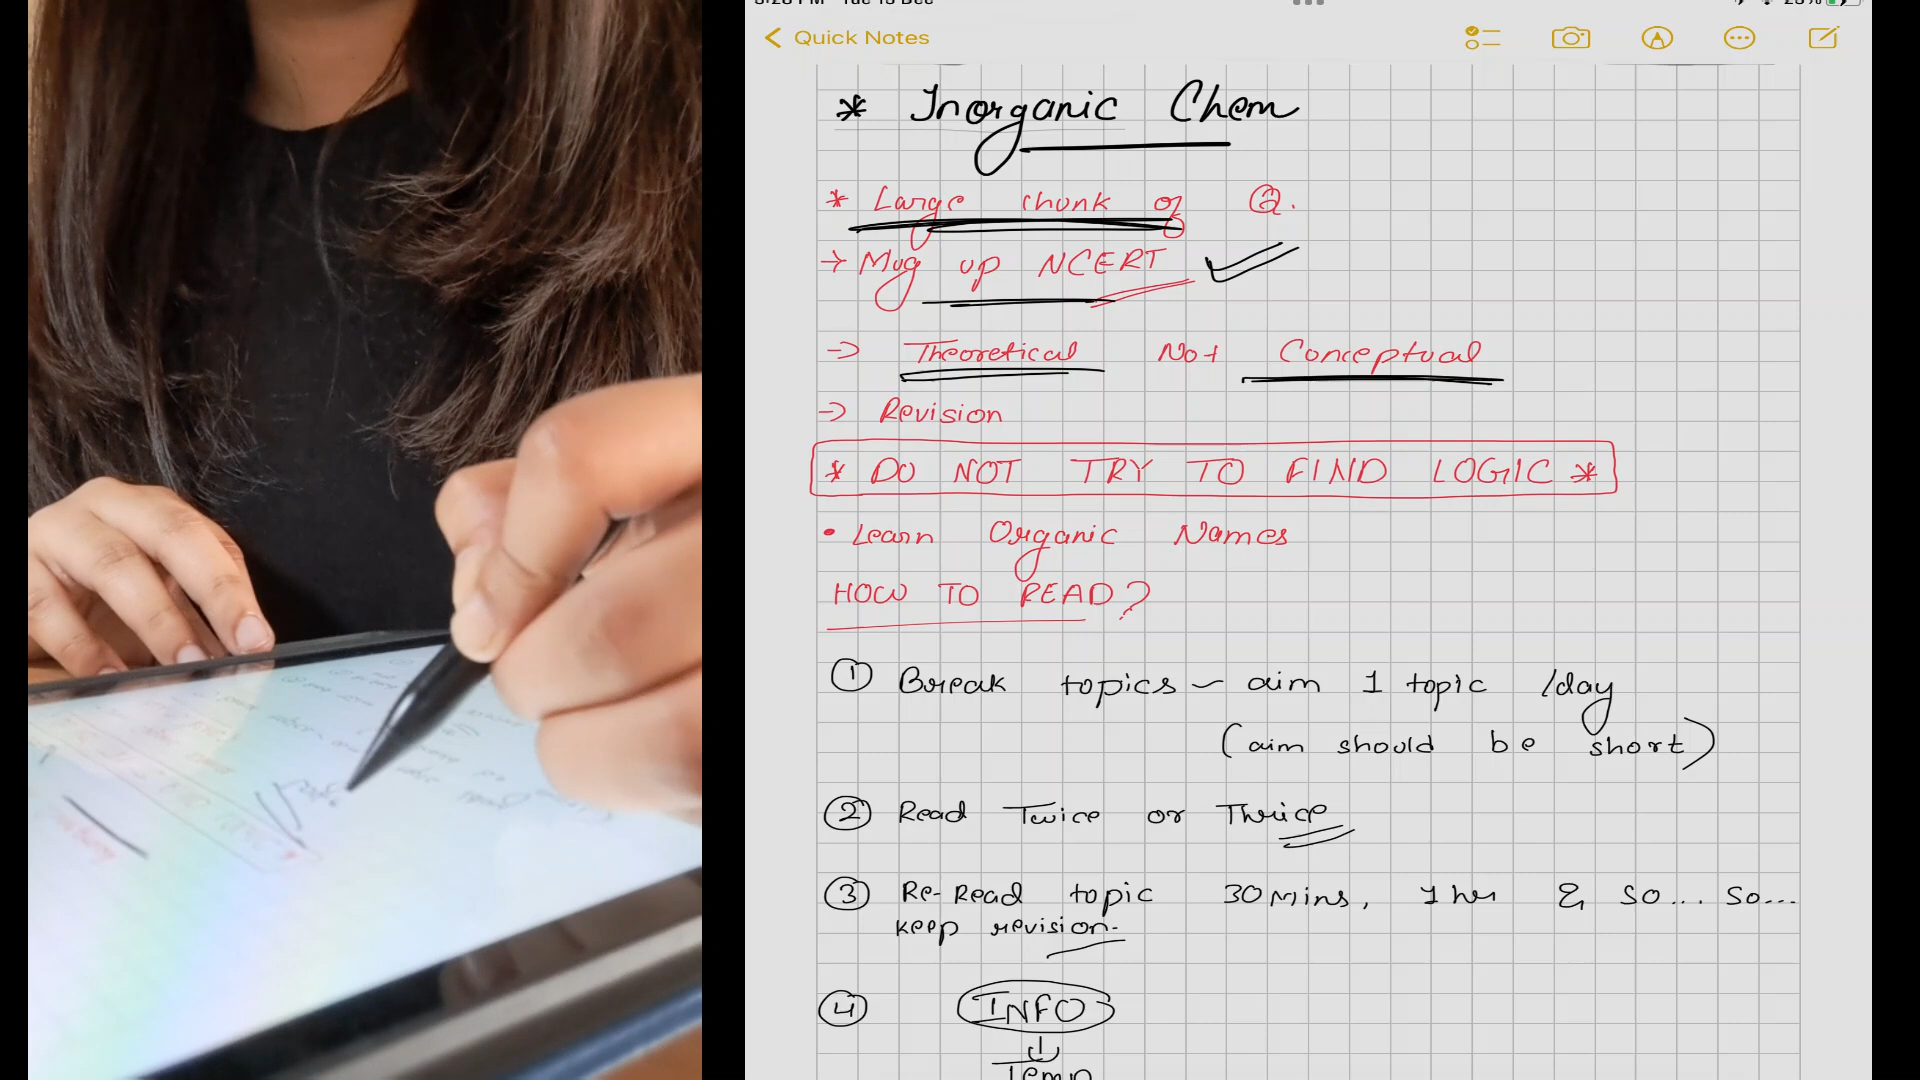 Quick Notes
* Inorganic Chem
* Large chunk of Q.
→ Mug up NCERT ✓
→ Theoretical Not Conceptual
→ Revision
* DO NOT TRY TO FIND LOGIC *
• Learn Organic Names
HOW TO READ?
① Break topics – aim 1 topic /day
(aim should be short)
② Read Twice or Thrice
③ Re-Read topic 30 Mins, 1 hr & so... so...
keep revision.
④ INFO
↓
Temp